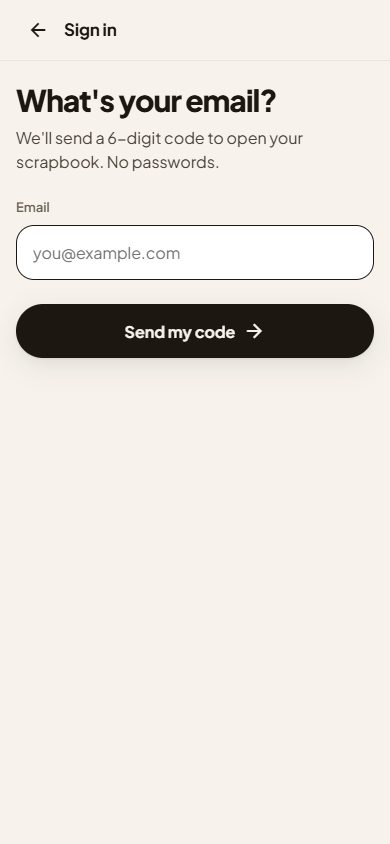 Sign in
What's your email?
We'll send a 6-digit code to open your
scrapbook. No passwords.
Email
you@example.com
Send my code